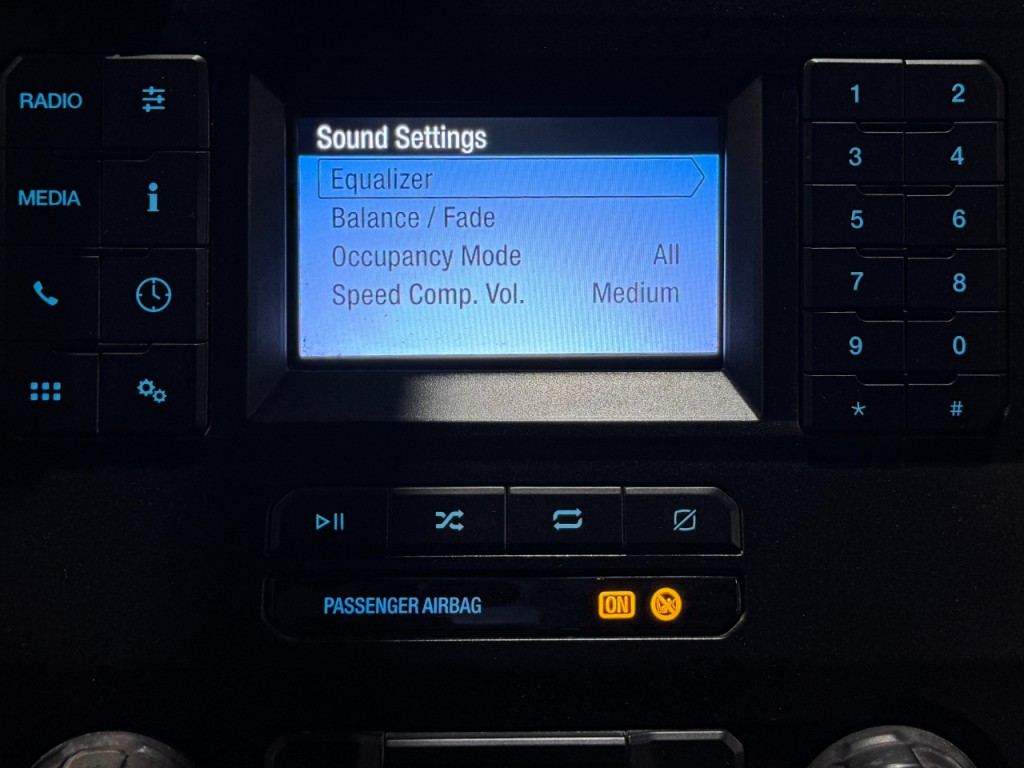 RADIO
MEDIA
i
Sound Settings
Equalizer
Balance / Fade
Occupancy Mode All
Speed Comp. Vol. Medium
1 2
3 4
5 6
7 8
9 0
* #
PASSENGER AIRBAG ON